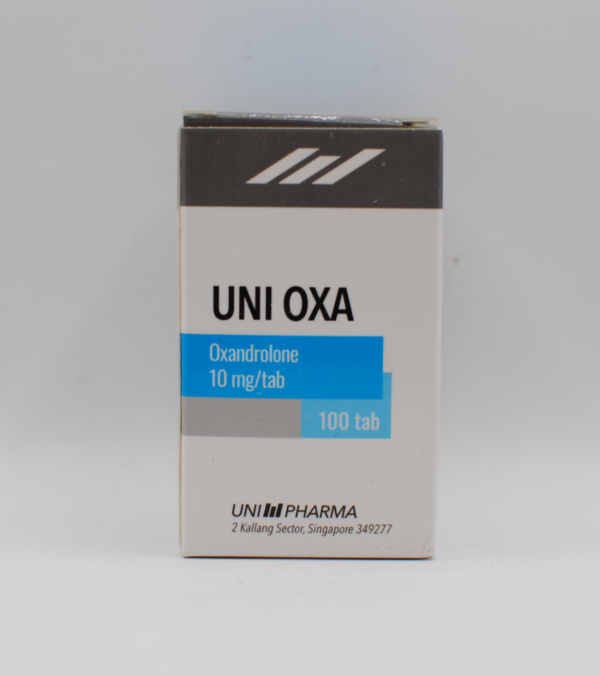 UNI OXA
Oxandrolone
10 mg/tab
100 tab
UNI PHARMA
2 Kallang Sector, Singapore 349277